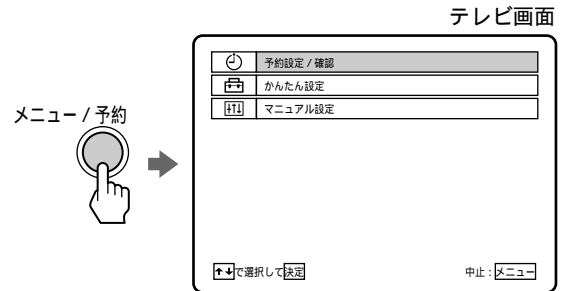 テレビ画面
メニュー / 予約
予約設定 / 確認
かんたん設定
マニュアル設定
↑↓で選択して決定
中止 : メニュー